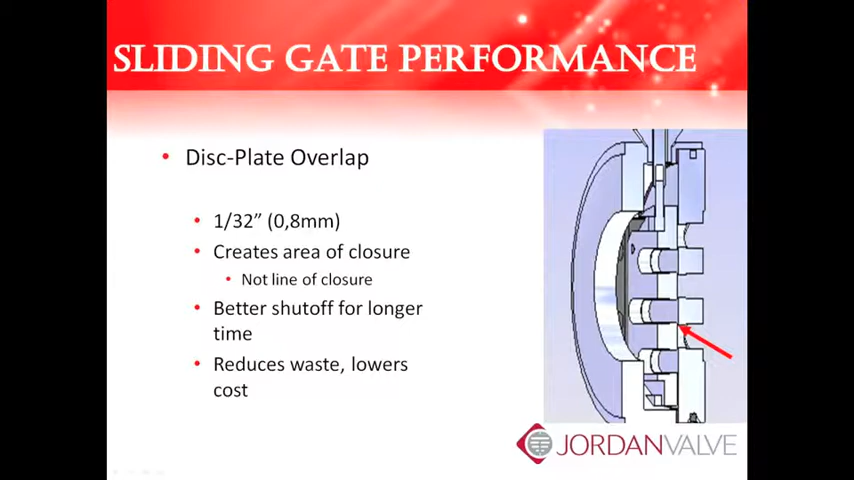 SLIDING GATE PERFORMANCE
Disc-Plate Overlap
1/32” (0,8mm)
Creates area of closure
Not line of closure
Better shutoff for longer
time
Reduces waste, lowers
cost
JORDANVALVE